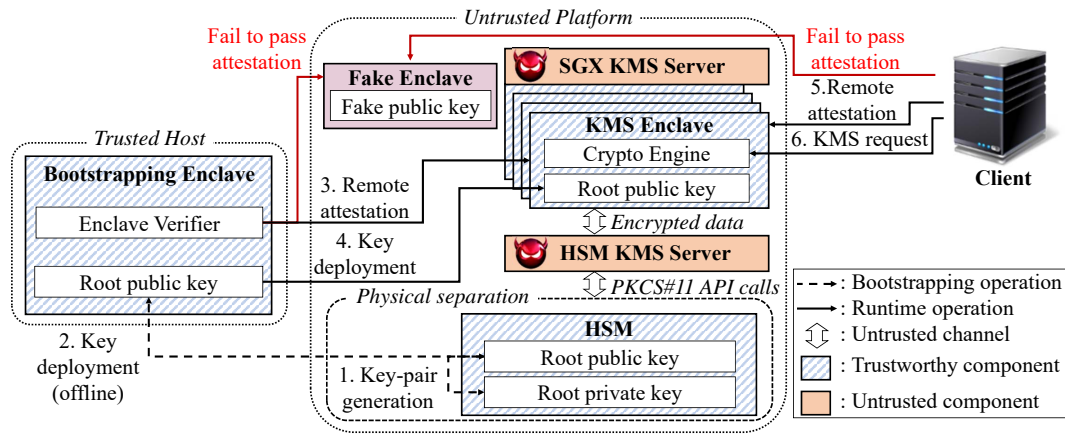 Untrusted Platform
Fail to pass
attestation
Fake Enclave
Fake public key
SGX KMS Server
Fail to pass
attestation
5.Remote
attestation
6. KMS request
Client
KMS Enclave
Crypto Engine
Root public key
Trusted Host
Bootstrapping Enclave
Enclave Verifier
Root public key
3. Remote
attestation
4. Key
deployment
Encrypted data
HSM KMS Server
PKCS#11 API calls
Physical separation
HSM
Root public key
Root private key
2. Key
deployment
(offline)
1. Key-pair
generation
: Bootstrapping operation
: Runtime operation
: Untrusted channel
: Trustworthy component
: Untrusted component